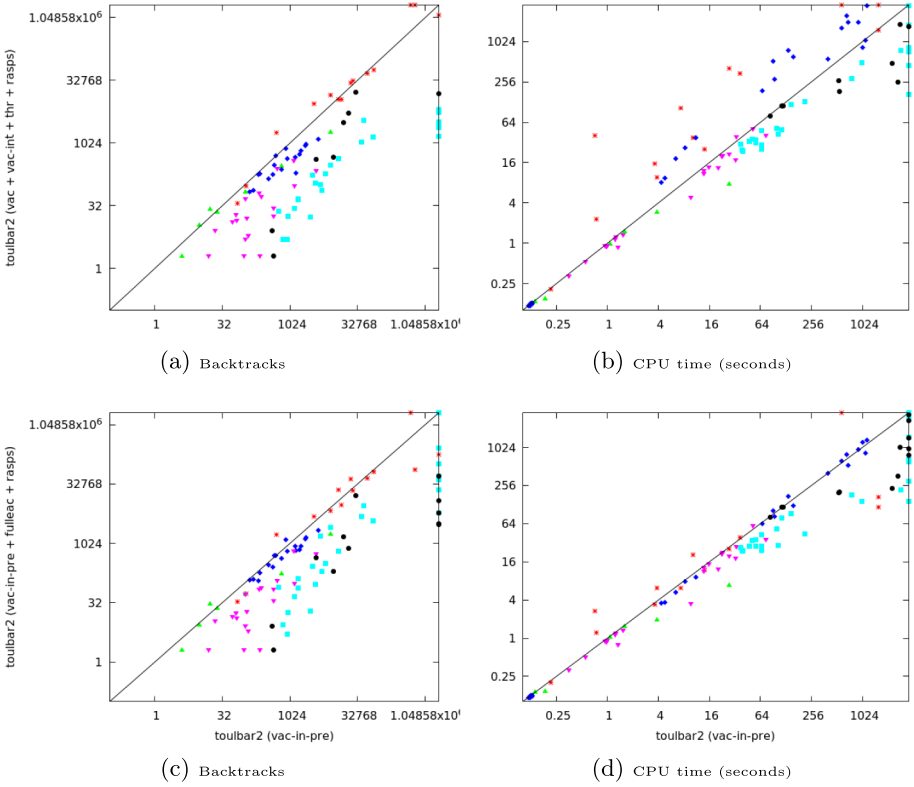 1.04858x10⁶
32768
1024
32
1
toulbar2 (vac + vac-int + thr + rasps)
1 32 1024 32768 1.04858x10⁶
(a) Backtracks
1024
256
64
16
4
1
0.25
0.25 1 4 16 64 256 1024
(b) CPU time (seconds)
1.04858x10⁶
32768
1024
32
1
toulbar2 (vac-in-pre + fulleac + rasps)
1 32 1024 32768 1.04858x10⁶
toulbar2 (vac-in-pre)
(c) Backtracks
1024
256
64
16
4
1
0.25
0.25 1 4 16 64 256 1024
toulbar2 (vac-in-pre)
(d) CPU time (seconds)